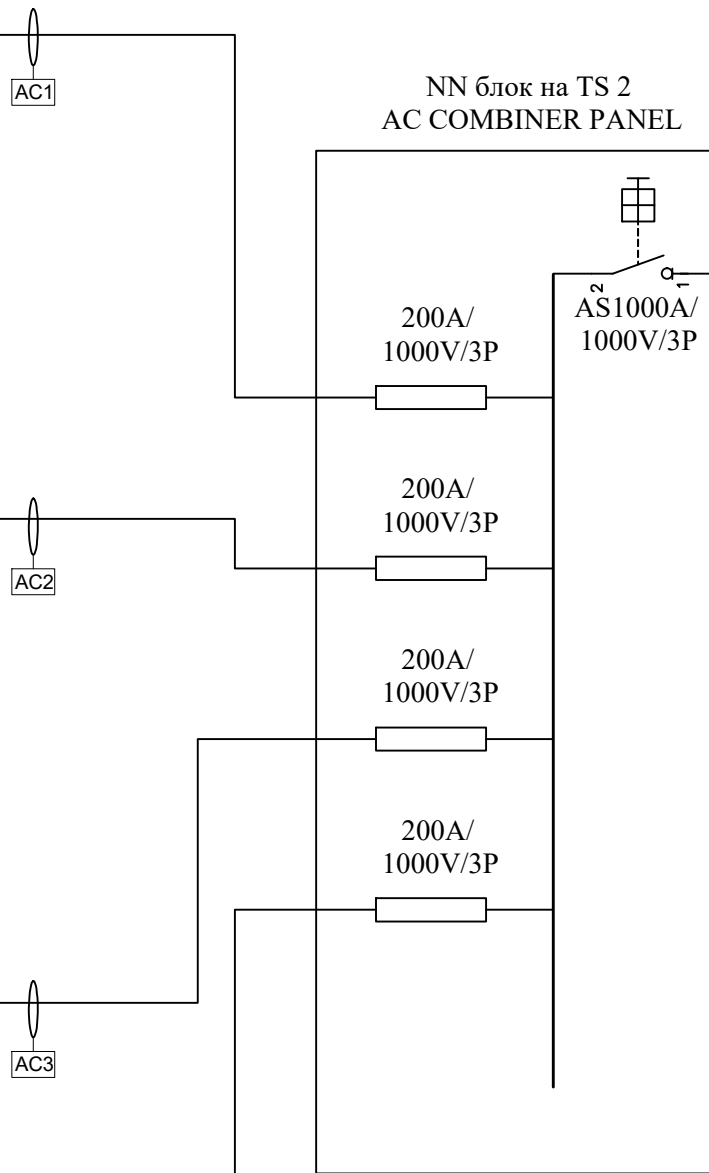 AC1
NN блок на TS 2
AC COMBINER PANEL
2
1
AS1000A/
1000V/3P
200A/
1000V/3P
200A/
1000V/3P
AC2
200A/
1000V/3P
200A/
1000V/3P
AC3